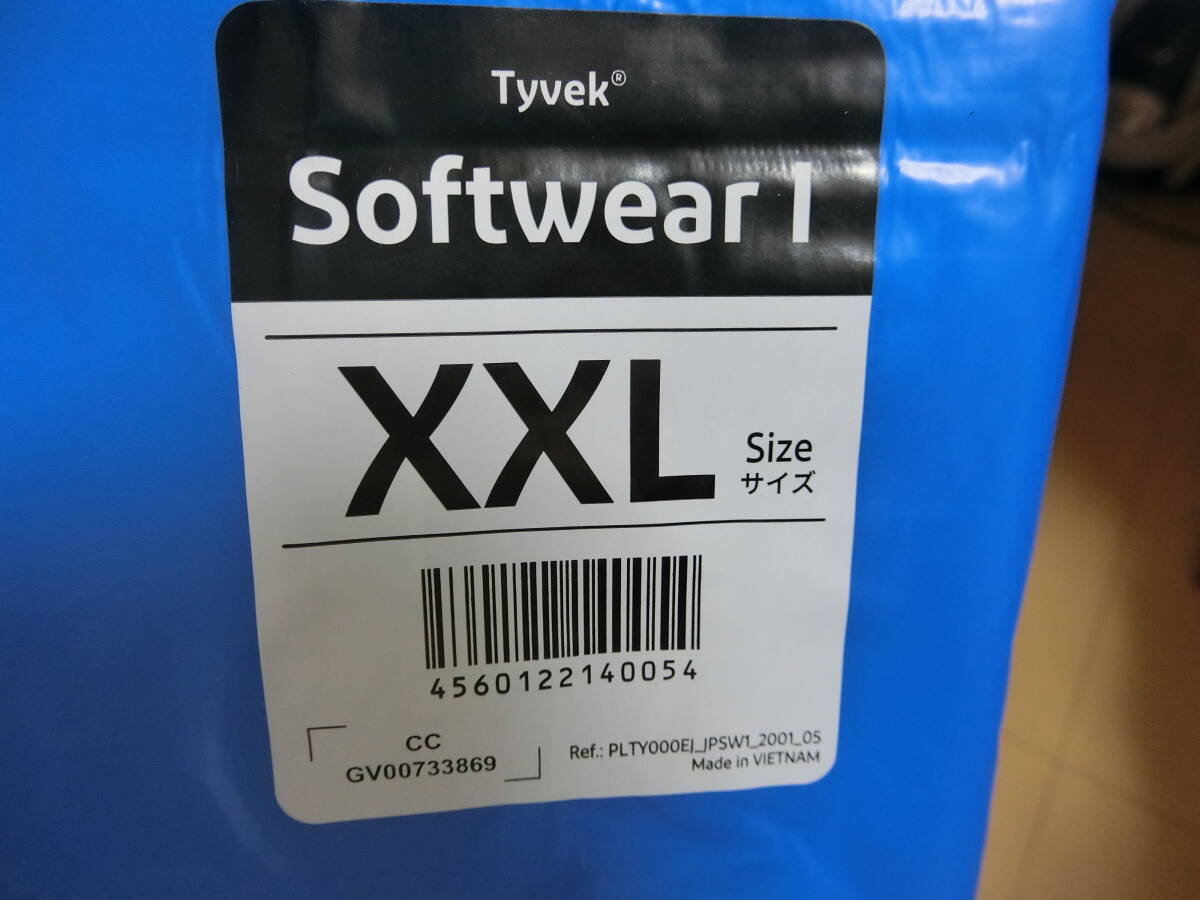 Tyvek®
Softwear I
XXL
Size
サイズ
4560122140054
CC
GV00733869
Ref.: PLTY000EJ_JPSW1_2001_05
Made in VIETNAM